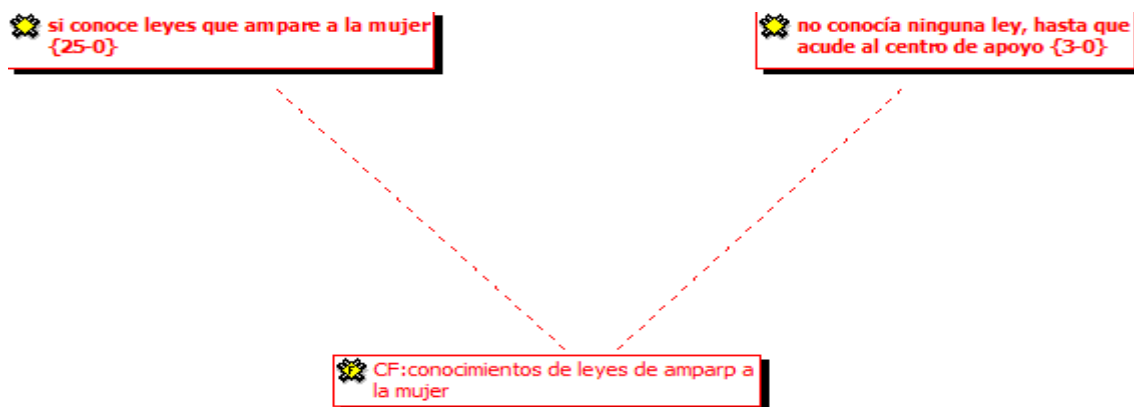 si conoce leyes que ampare a la mujer
{25-0}
no conocía ninguna ley, hasta que
acude al centro de apoyo {3-0}
CF:conocimientos de leyes de amparp a
la mujer